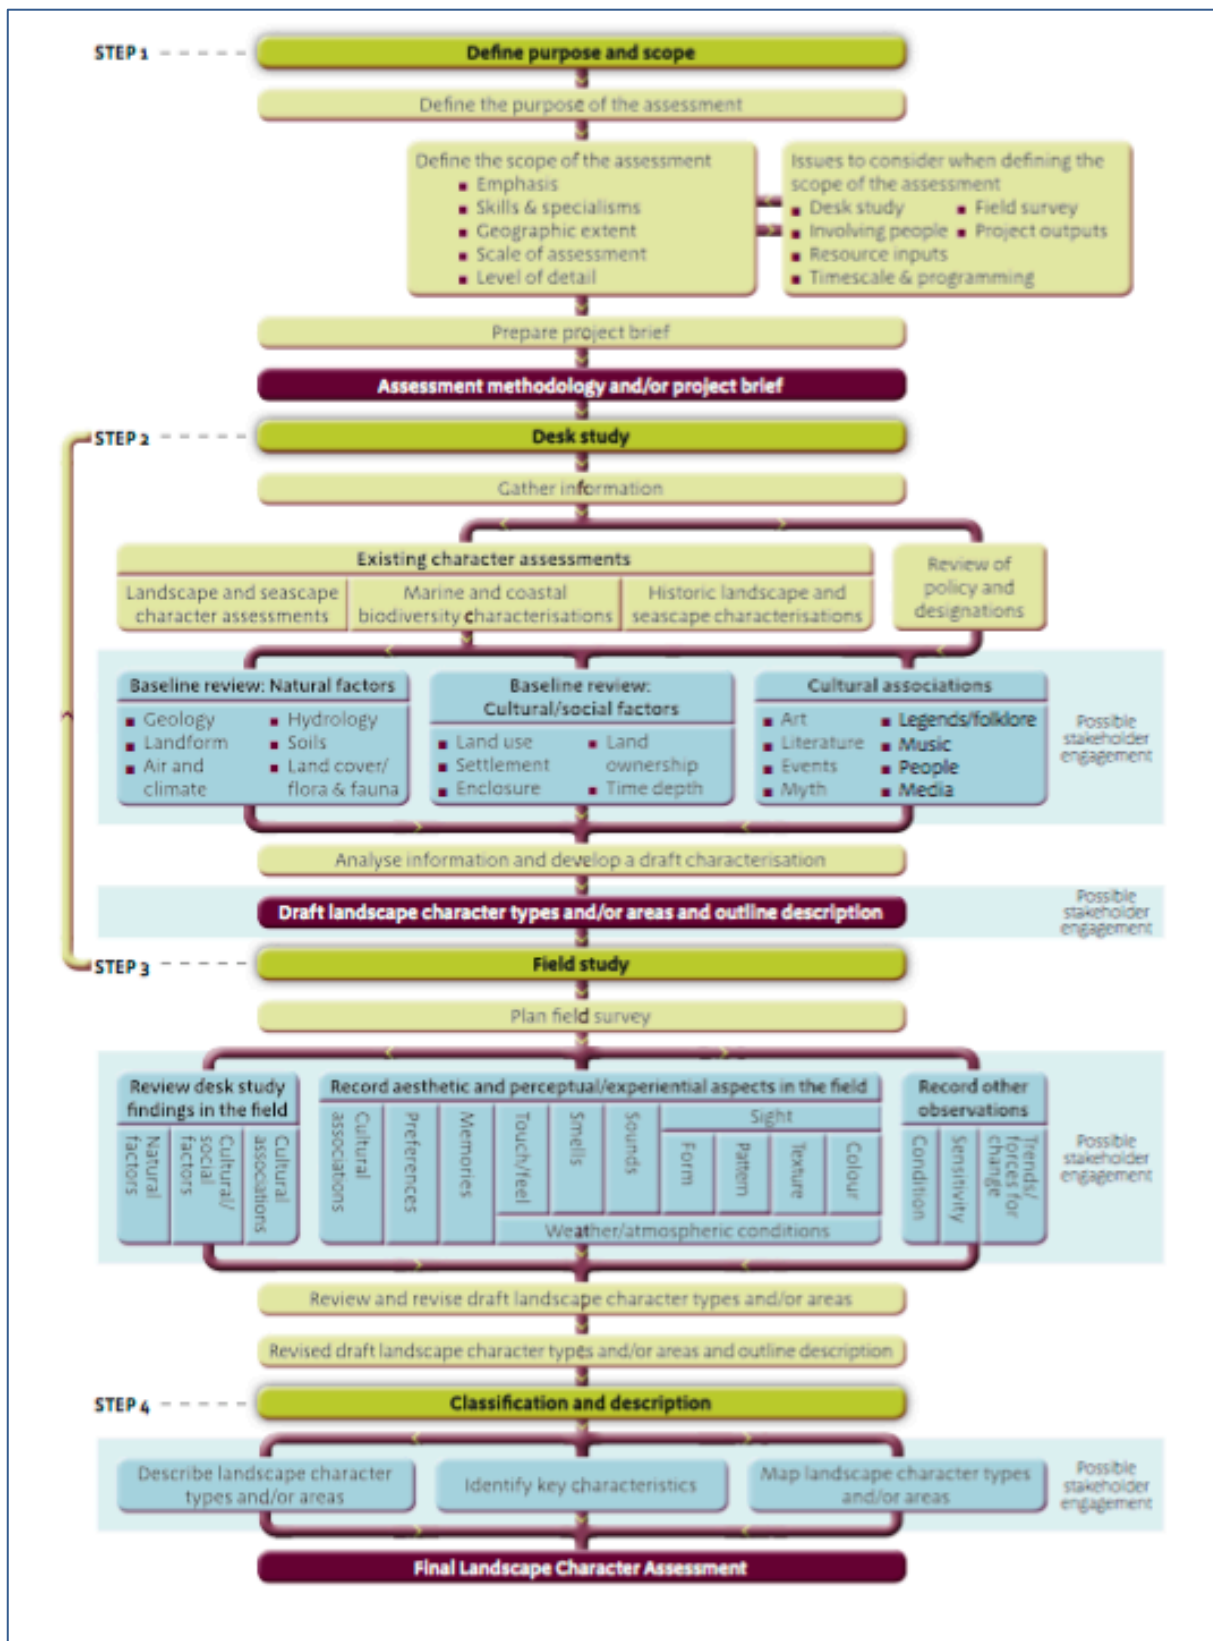 STEP 1
Define purpose and scope
Define the purpose of the assessment
Define the scope of the assessment
Emphasis
Skills & specialisms
Geographic extent
Scale of assessment
Level of detail
Issues to consider when defining the
scope of the assessment
Desk study
Field survey
Involving people
Project outputs
Resource inputs
Timescale & programming
Prepare project brief
Assessment methodology and/or project brief
STEP 2
Desk study
Gather information
Existing character assessments
Landscape and seascape
character assessments
Marine and coastal
biodiversity characterisations
Historic landscape and
seascape characterisations
Review of
policy and
designations
Baseline review: Natural factors
Geology
Landform
Air and
climate
Hydrology
Soils
Land cover/
flora & fauna
Baseline review:
Cultural/social factors
Land use
Settlement
Enclosure
Land
ownership
Time depth
Cultural associations
Art
Literature
Events
Myth
Legends/folklore
Music
People
Media
Possible
stakeholder
engagement
Analyse information and develop a draft characterisation
Draft landscape character types and/or areas and outline description
Possible
stakeholder
engagement
STEP 3
Field study
Plan field survey
Review desk study
findings in the field
Natural
factors
Cultural/
social
factors
Cultural
associations
Record aesthetic and perceptual/experiential aspects in the field
Cultural
associations
Preferences
Memories
Touch/feel
Smells
Sounds
Sight
Form
Pattern
Texture
Colour
Weather/atmospheric conditions
Record other
observations
Condition
Sensitivity
Trends/
forces for
change
Possible
stakeholder
engagement
Review and revise draft landscape character types and/or areas
Revised draft landscape character types and/or areas and outline description
STEP 4
Classification and description
Describe landscape character
types and/or areas
Identify key characteristics
Map landscape character types
and/or areas
Possible
stakeholder
engagement
Final Landscape Character Assessment